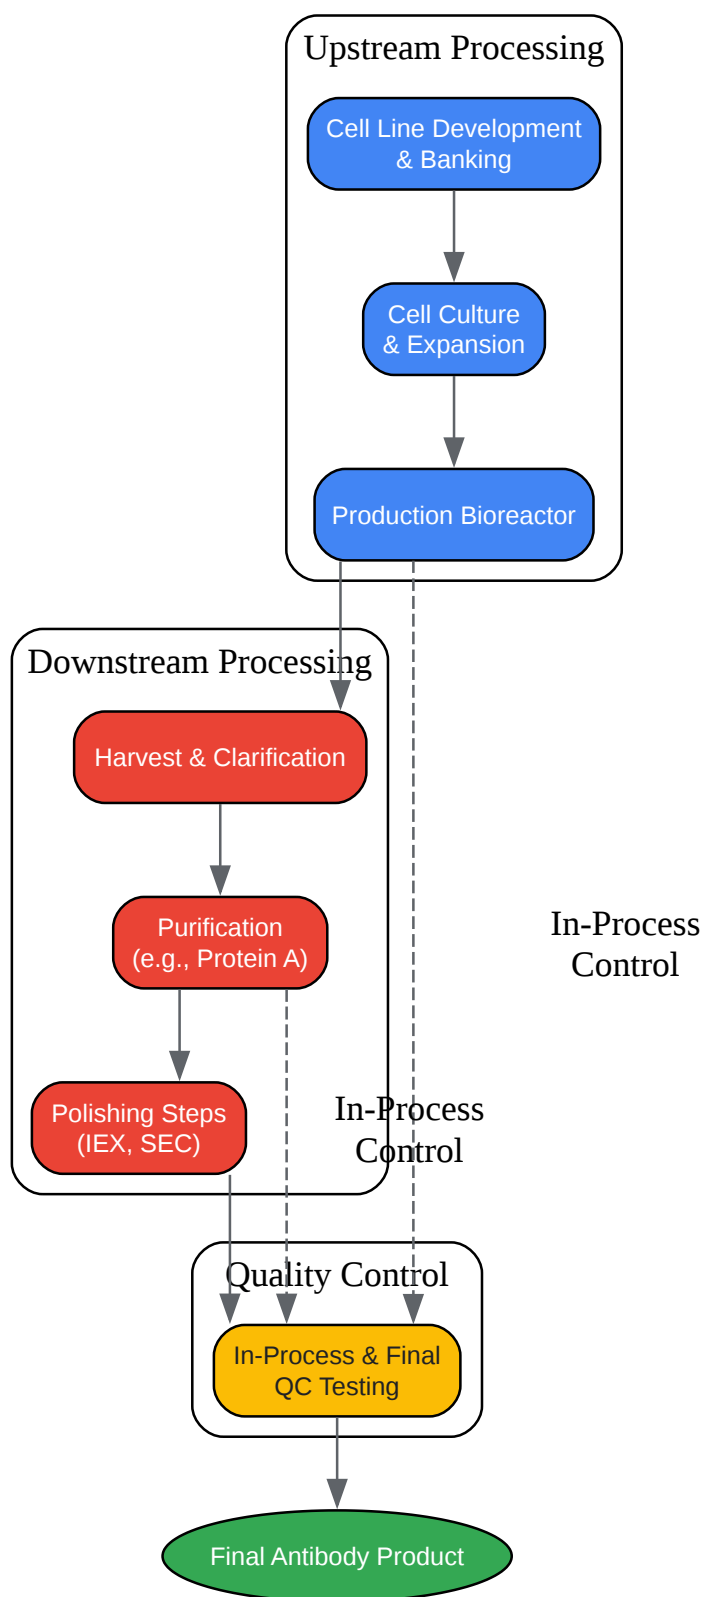 Upstream Processing
Cell Line Development
& Banking
Cell Culture
& Expansion
Production Bioreactor
Downstream Processing
Harvest & Clarification
Purification
(e.g., Protein A)
In-Process
Control
Polishing Steps
(IEX, SEC)
In-Process
Control
Quality Control
In-Process & Final
QC Testing
Final Antibody Product